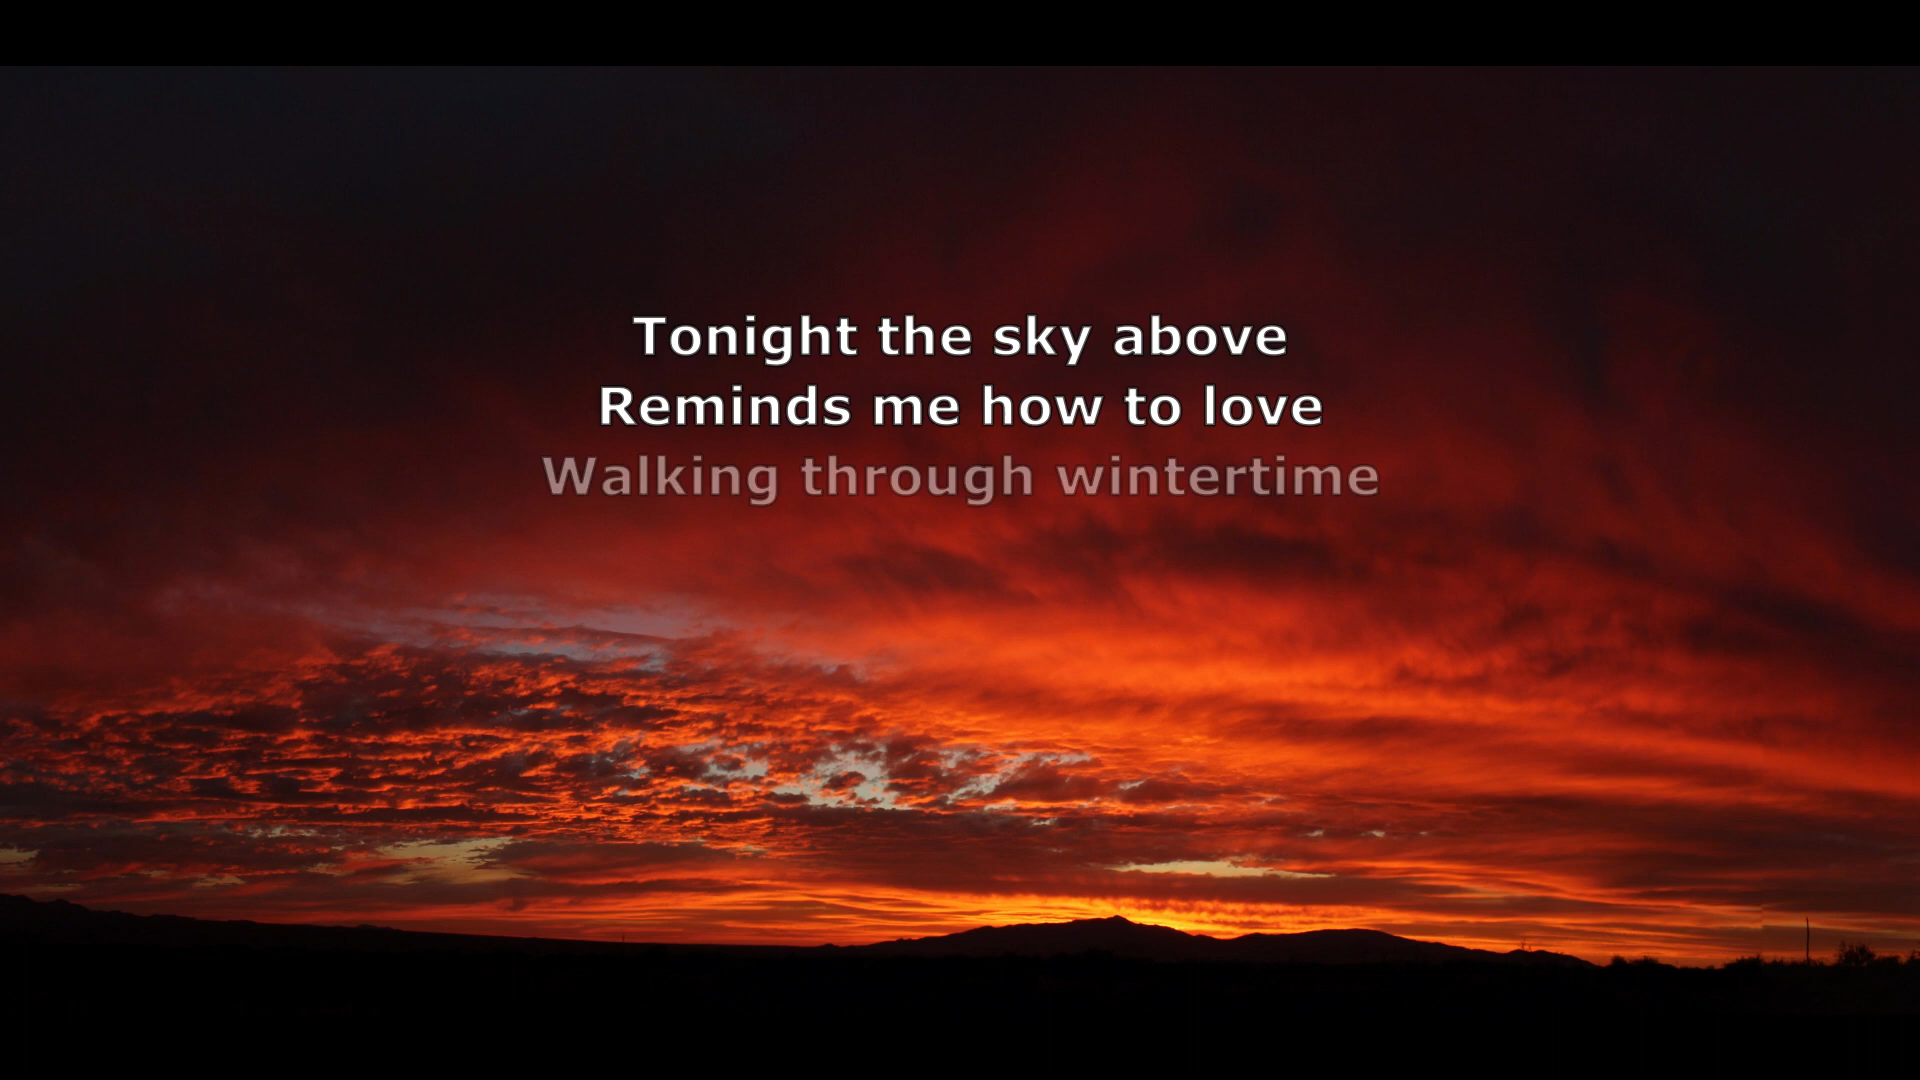 Tonight the sky above
Reminds me how to love
Walking through wintertime